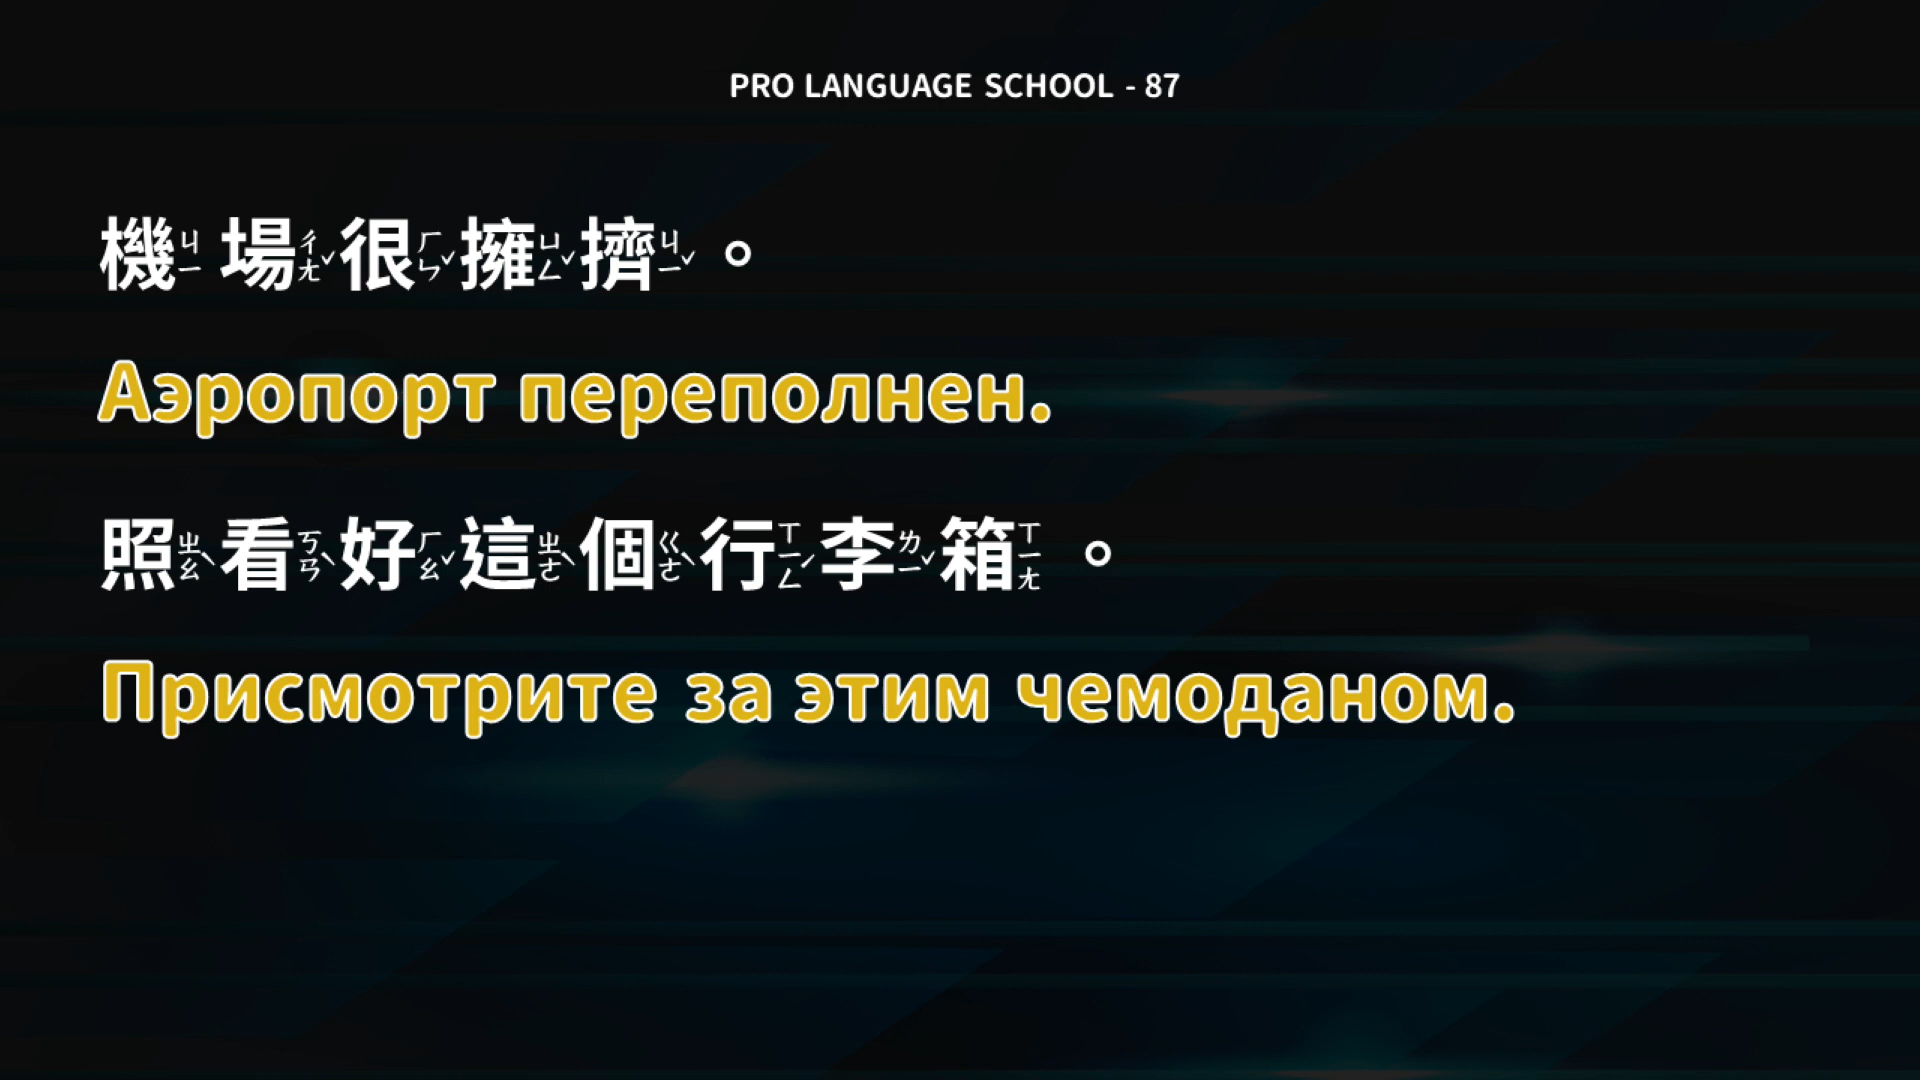 PRO LANGUAGE SCHOOL - 87
機ㄐㄧ場ㄔㄤˇ很ㄏㄣˇ擁ㄩㄥˇ擠ㄐㄧˇ。
Аэропорт переполнен.
照ㄓㄠˋ看ㄎㄢˋ好ㄏㄠˇ這ㄓㄜˋ個ㄍㄜˋ行ㄒㄧㄥˊ李ㄌㄧˇ箱ㄒㄧㄤ。
Присмотрите за этим чемоданом.